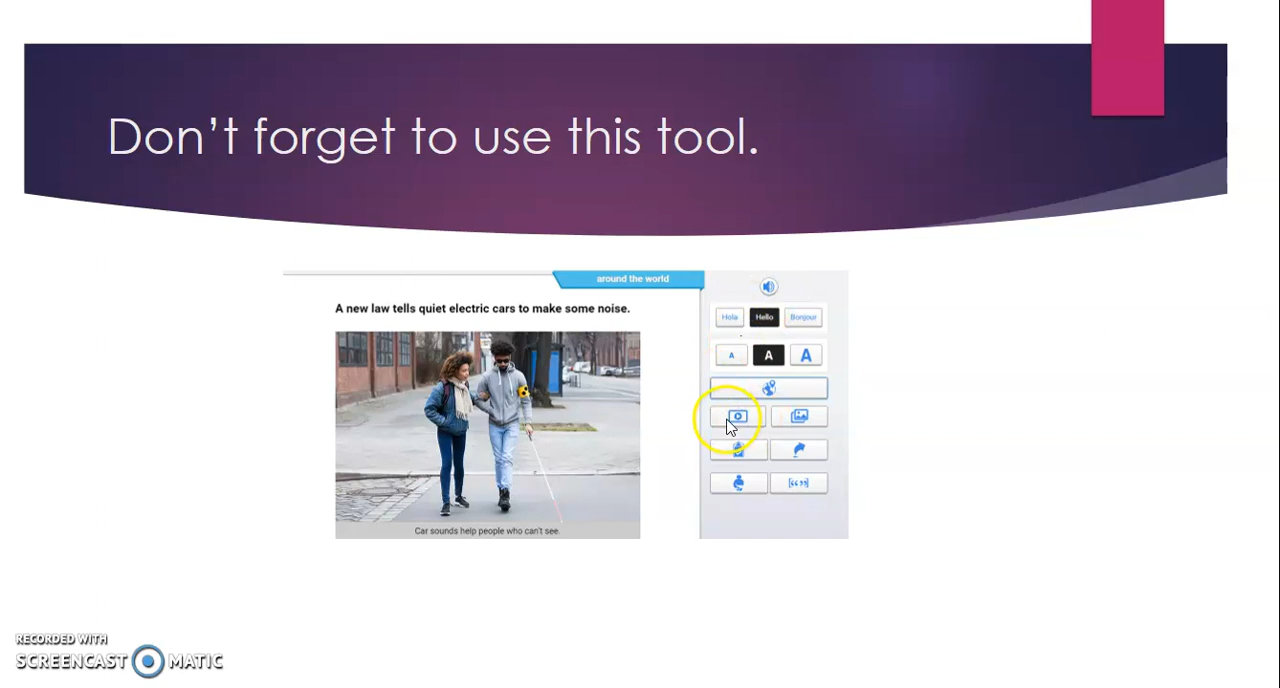 Don't forget to use this tool.
around the world
A new law tells quiet electric cars to make some noise.
Hola Hello Bonjour
A A A
Car sounds help people who can't see.
RECORDED WITH
SCREENCAST MATIC